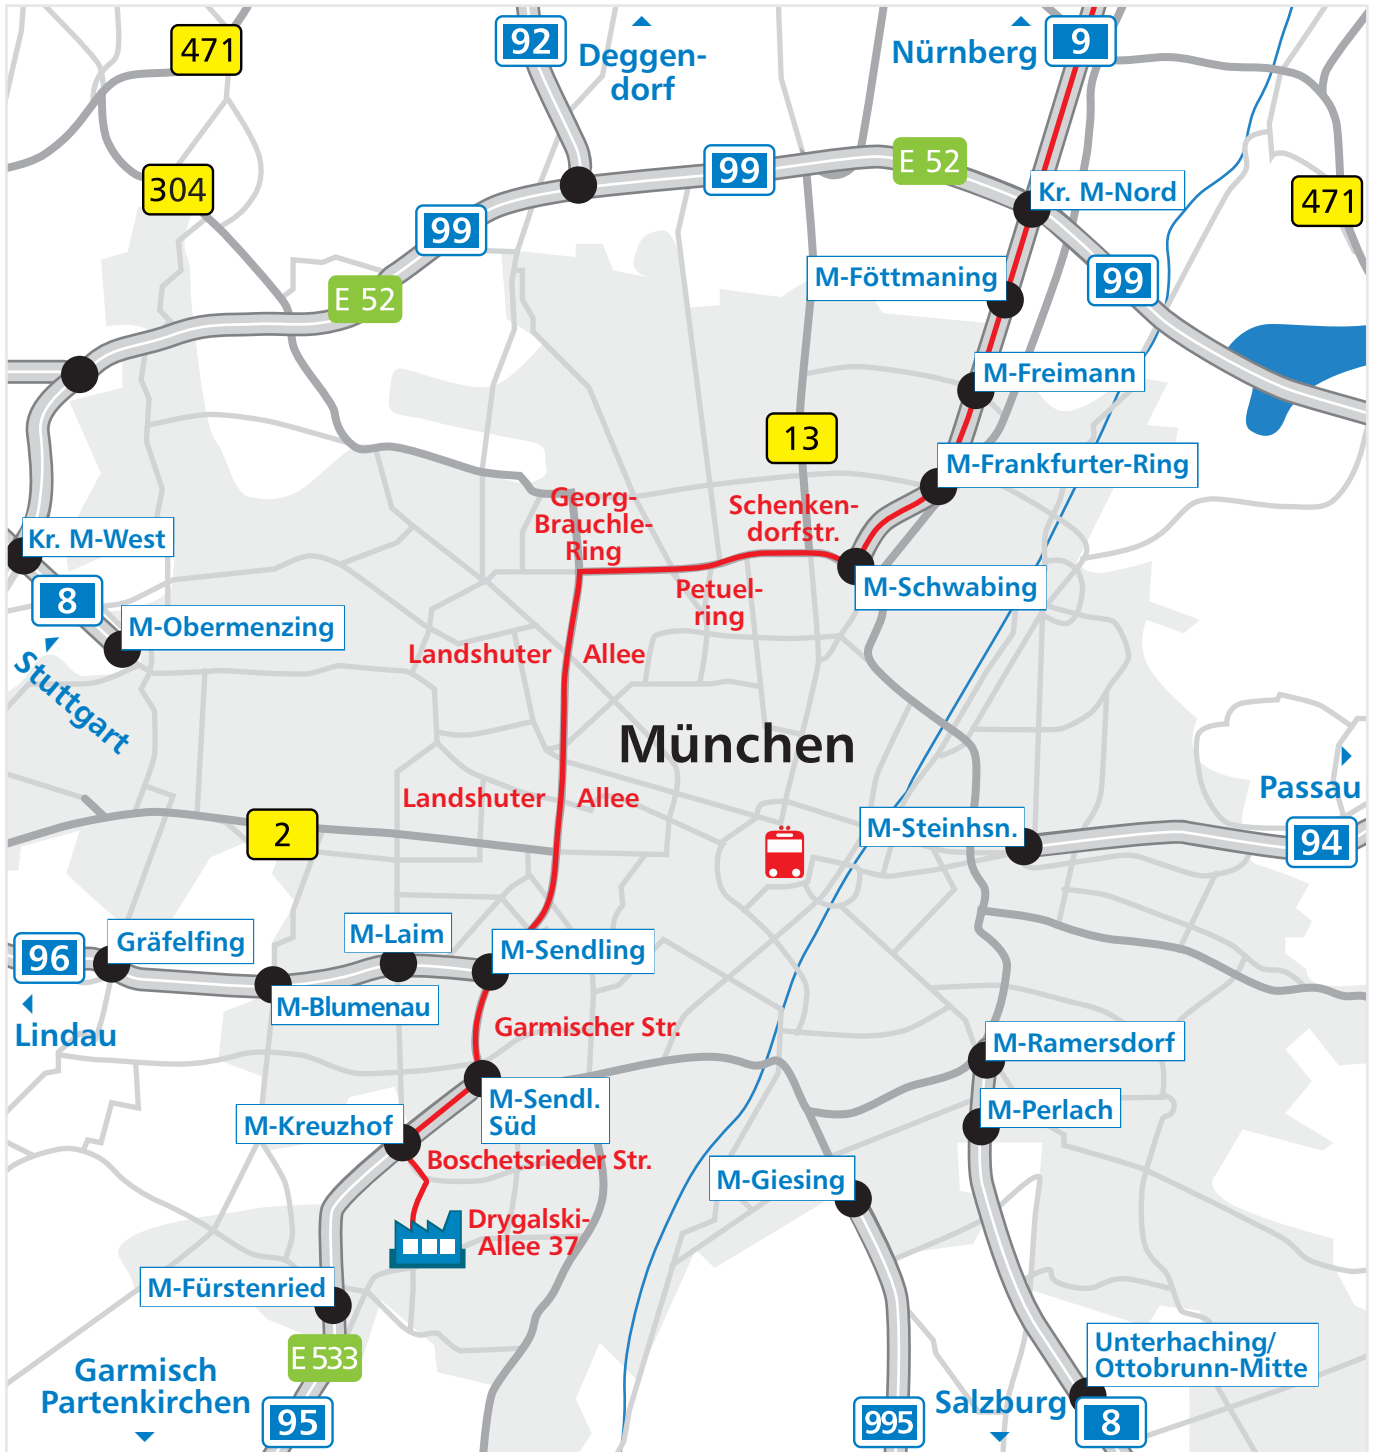 471
92
Deggen-
dorf
Nürnberg
9
304
99
E 52
99
Kr. M-Nord
471
M-Föttmaning
99
E 52
M-Freimann
13
M-Frankfurter-Ring
Georg-
Brauchle-
Ring
Schenken-
dorfstr.
Kr. M-West
8
M-Schwabing
Petuel-
ring
M-Obermenzing
Stuttgart
Landshuter Allee
München
Passau
Landshuter Allee
2
M-Steinhsn.
94
96
Gräfelfing
M-Laim
M-Sendling
M-Blumenau
Lindau
Garmischer Str.
M-Ramersdorf
M-Sendl.
Süd
M-Kreuzhof
M-Perlach
Boschetsrieder Str.
M-Giesing
Drygalski-
Allee 37
M-Fürstenried
E 533
Unterhaching/
Ottobrunn-Mitte
Garmisch
Partenkirchen
95
995
Salzburg
8